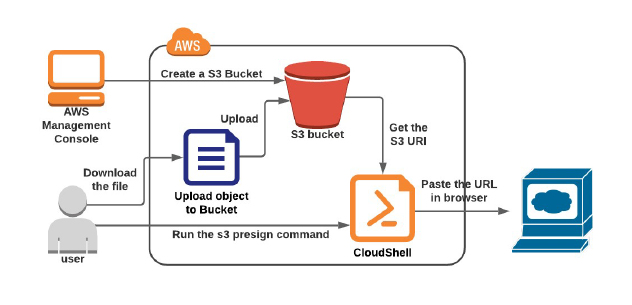 AWS
Create a S3 Bucket
AWS
Management
Console
Upload
S3 bucket
Get the
S3 URI
Download
the file
Upload object
to Bucket
Paste the URL
in browser
Run the s3 presign command
CloudShell
user